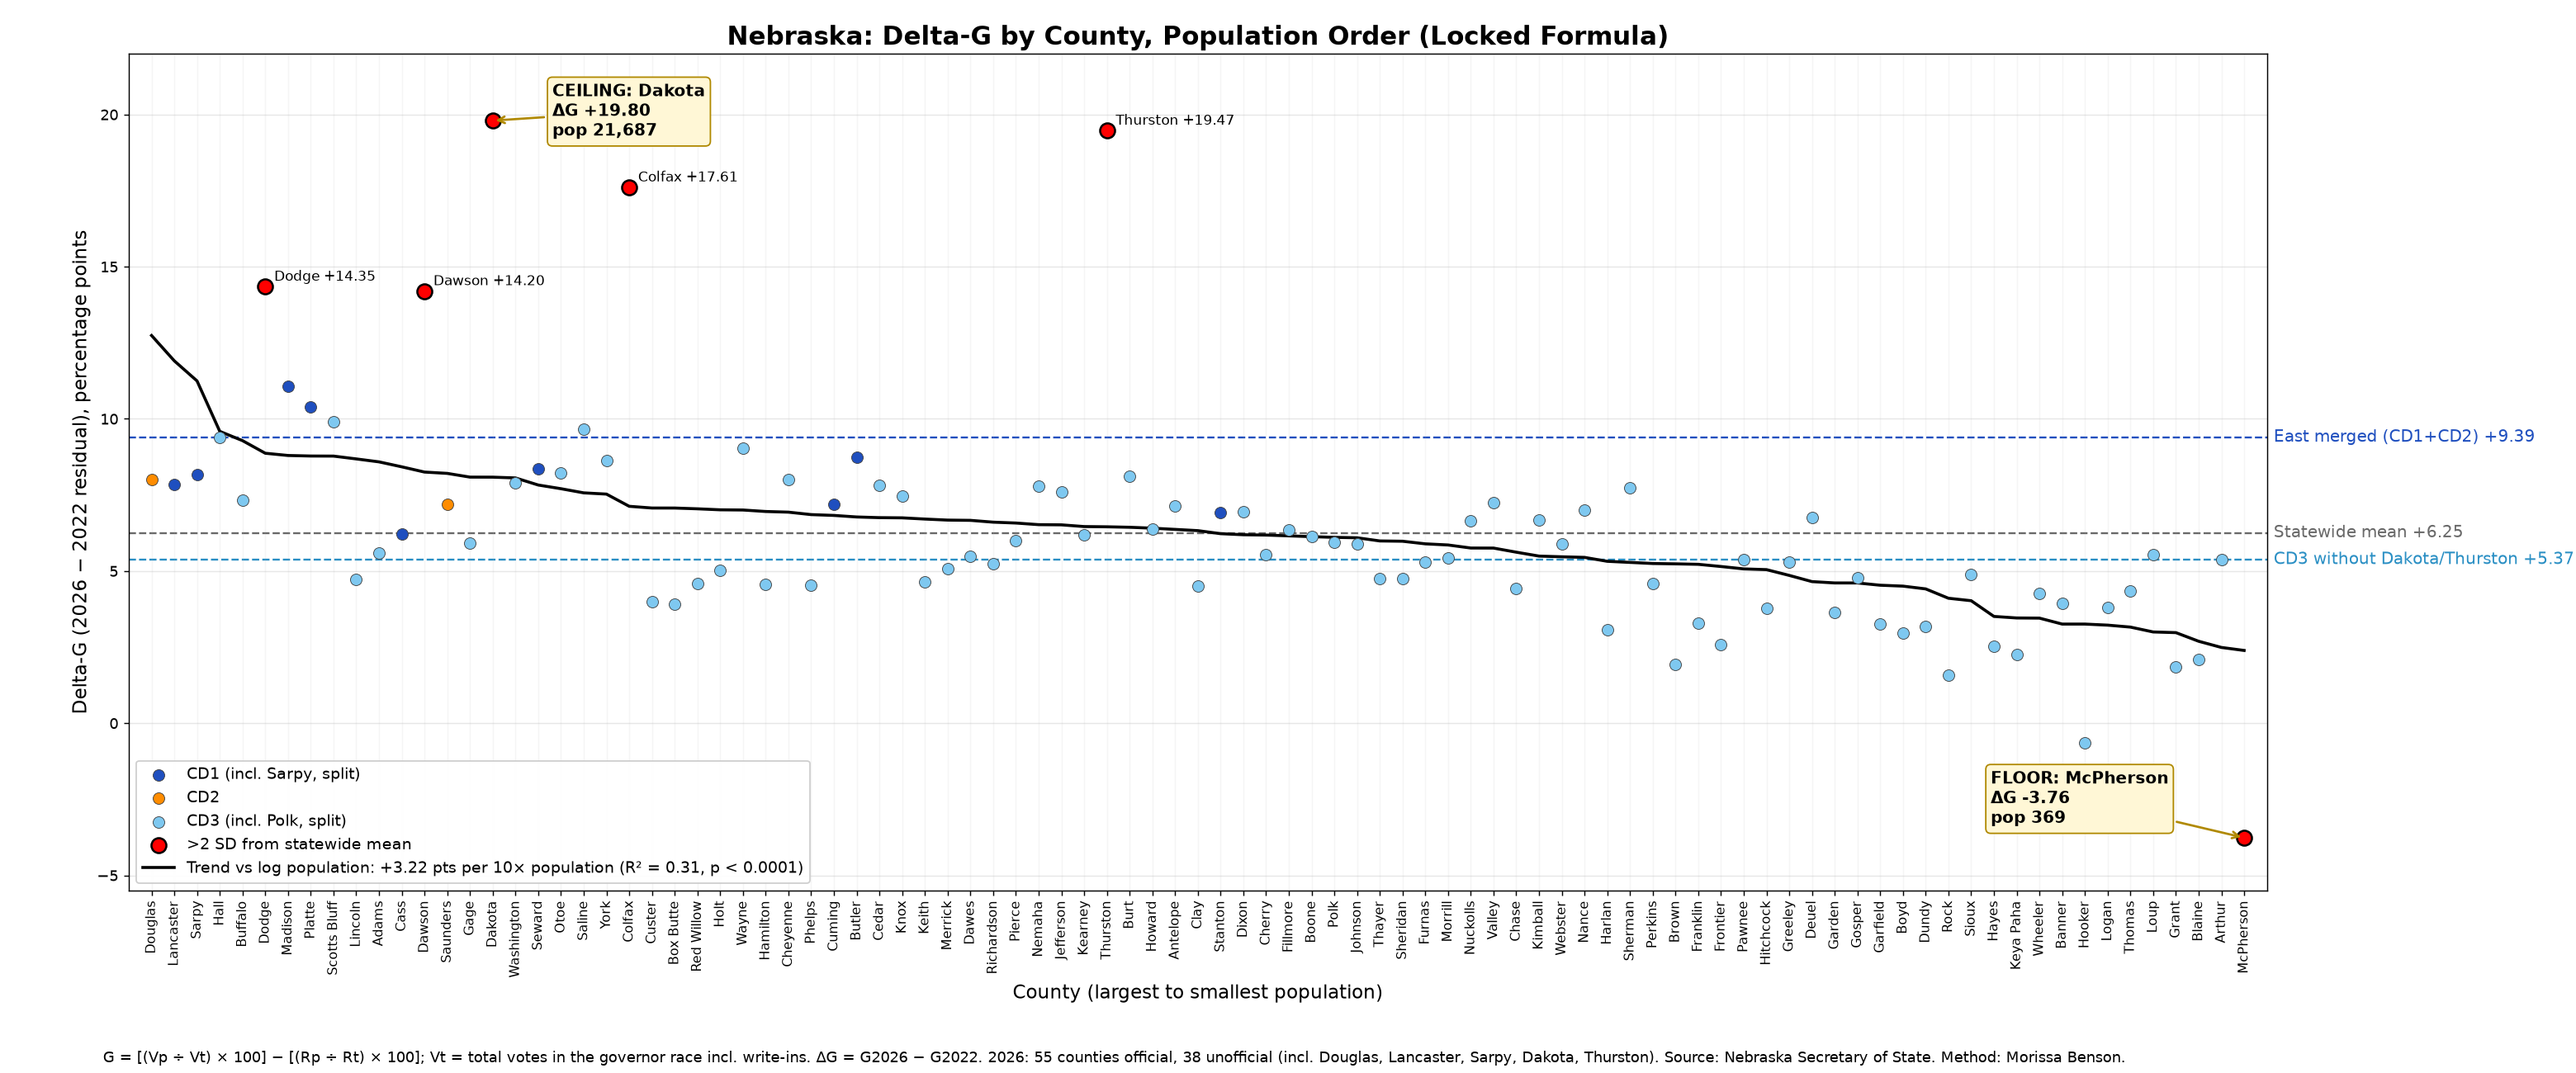 Nebraska: Delta-G by County, Population Order (Locked Formula)
Delta-G (2026 − 2022 residual), percentage points
20
15
10
5
0
−5
CEILING: Dakota
ΔG +19.80
pop 21,687
Thurston +19.47
Colfax +17.61
Dodge +14.35
Dawson +14.20
East merged (CD1+CD2) +9.39
Statewide mean +6.25
CD3 without Dakota/Thurston +5.37
FLOOR: McPherson
ΔG -3.76
pop 369
CD1 (incl. Sarpy, split)
CD2
CD3 (incl. Polk, split)
>2 SD from statewide mean
Trend vs log population: +3.22 pts per 10× population (R² = 0.31, p < 0.0001)
Douglas
Lancaster
Sarpy
Hall
Buffalo
Dodge
Madison
Platte
Scotts Bluff
Lincoln
Adams
Cass
Dawson
Saunders
Gage
Dakota
Washington
Seward
Otoe
Saline
York
Colfax
Custer
Box Butte
Red Willow
Holt
Wayne
Hamilton
Cheyenne
Phelps
Cuming
Butler
Cedar
Knox
Keith
Merrick
Dawes
Richardson
Pierce
Nemaha
Jefferson
Kearney
Thurston
Burt
Howard
Antelope
Clay
Stanton
Dixon
Cherry
Fillmore
Boone
Polk
Johnson
Thayer
Sheridan
Furnas
Morrill
Nuckolls
Valley
Chase
Kimball
Webster
Nance
Harlan
Sherman
Perkins
Brown
Franklin
Frontier
Pawnee
Hitchcock
Greeley
Deuel
Garden
Gosper
Garfield
Boyd
Dundy
Rock
Sioux
Hayes
Keya Paha
Wheeler
Banner
Hooker
Logan
Thomas
Loup
Grant
Blaine
Arthur
McPherson
County (largest to smallest population)
G = [(Vp ÷ Vt) × 100] − [(Rp ÷ Rt) × 100]; Vt = total votes in the governor race incl. write-ins. ΔG = G2026 − G2022. 2026: 55 counties official, 38 unofficial (incl. Douglas, Lancaster, Sarpy, Dakota, Thurston). Source: Nebraska Secretary of State. Method: Morissa Benson.